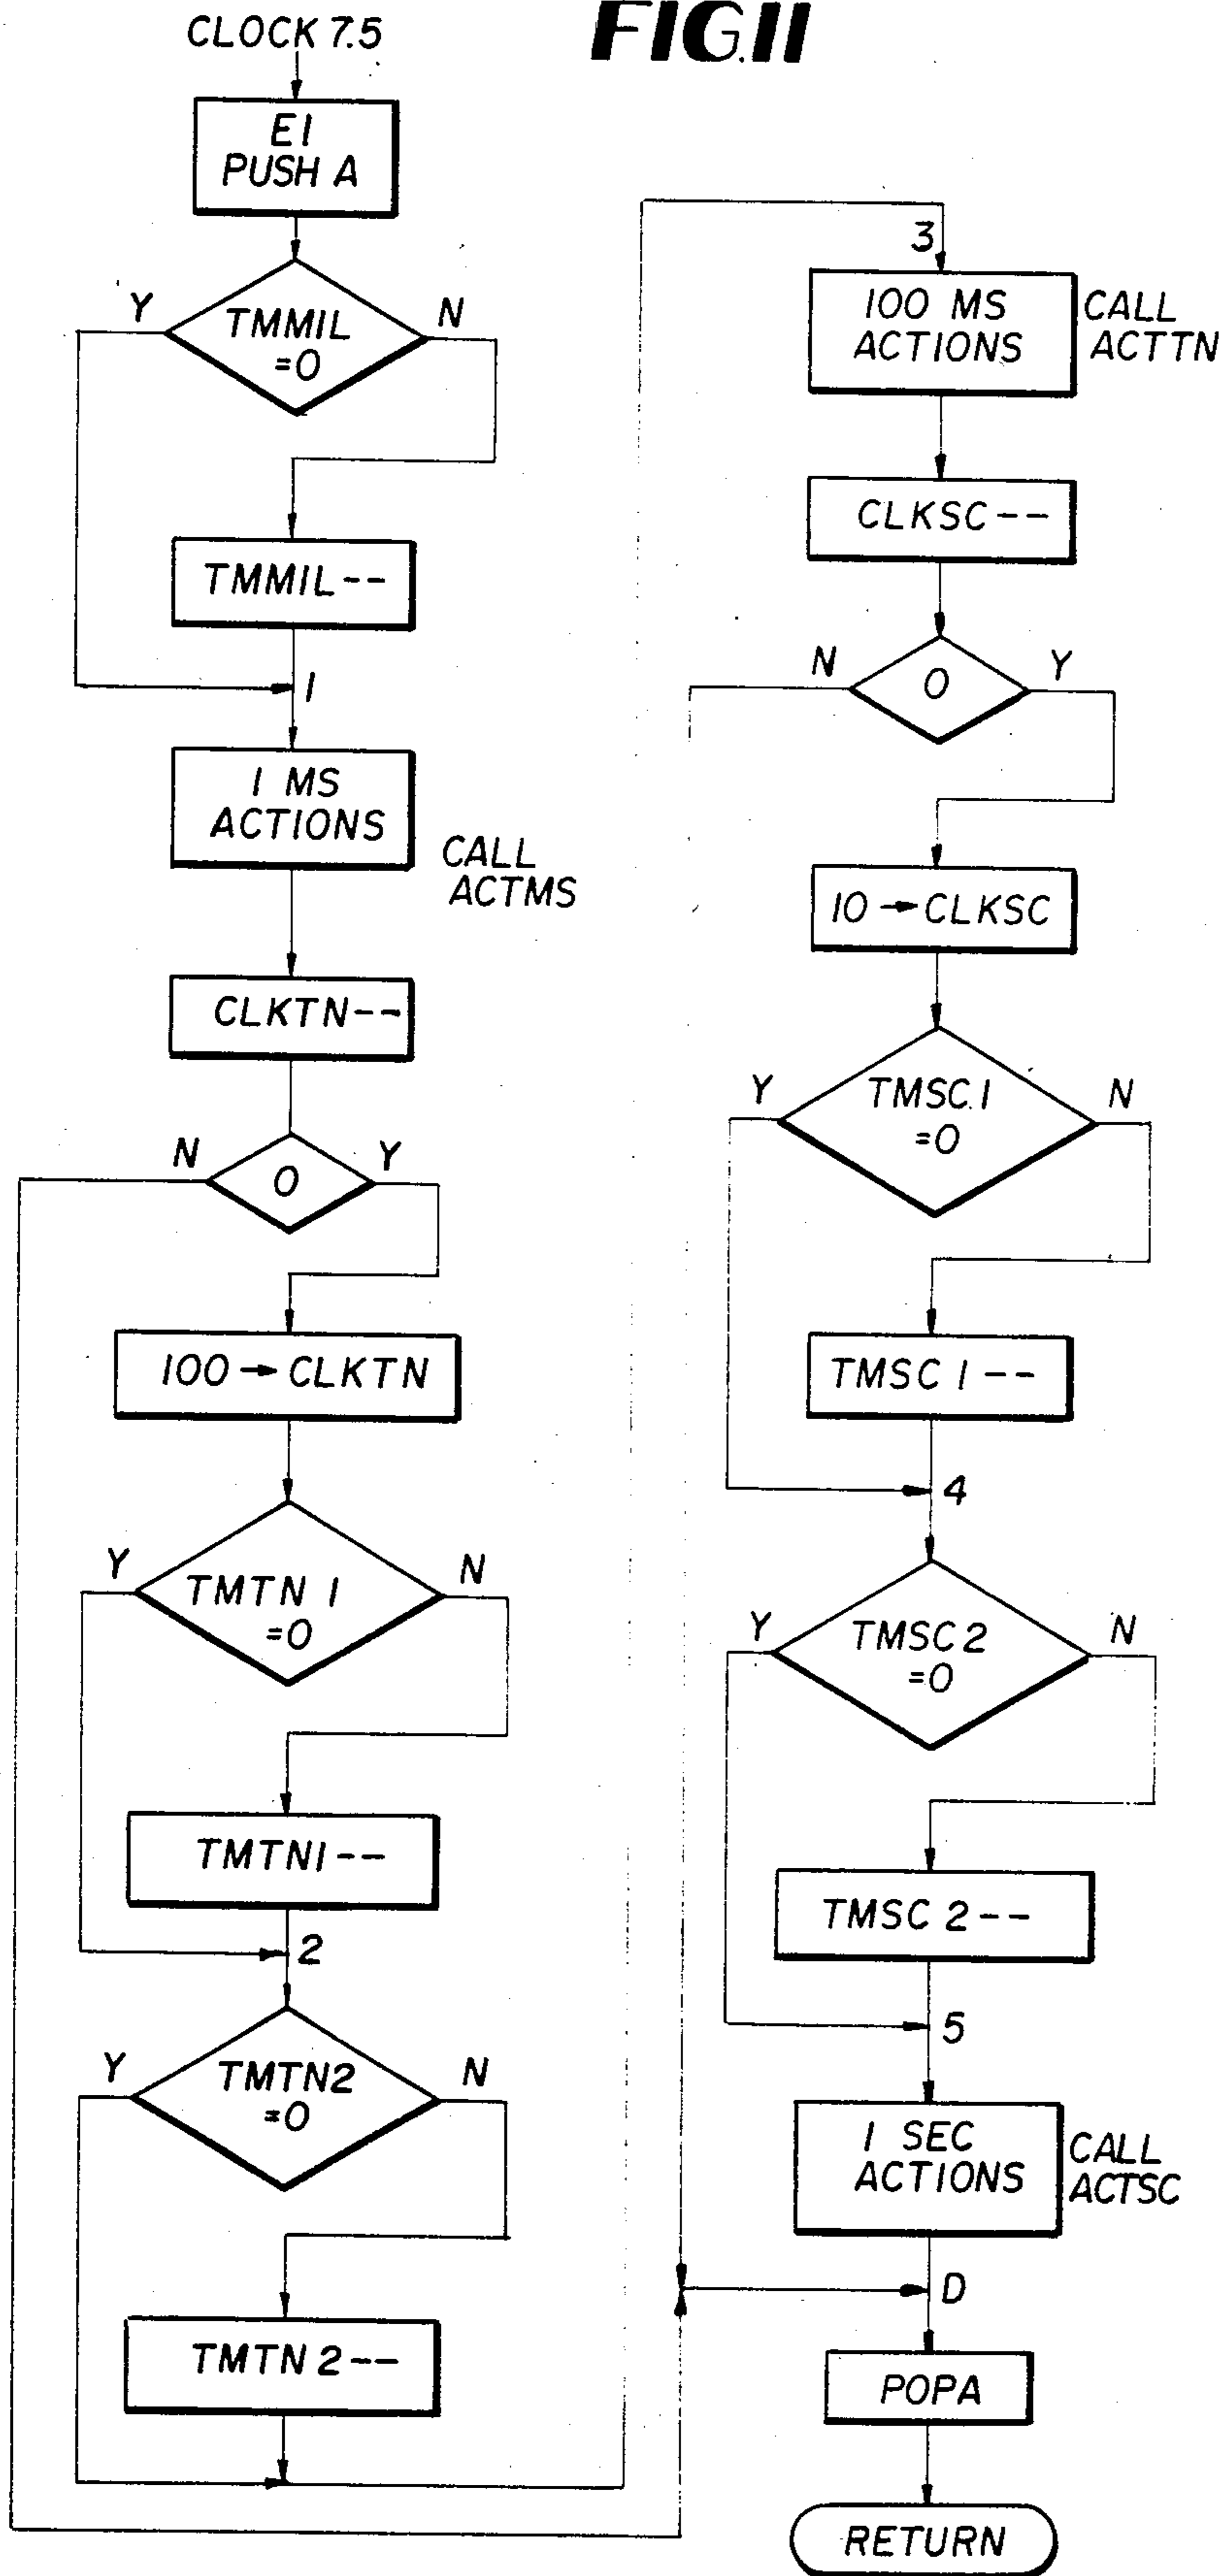 FIG.11
CLOCK 7.5
EI
PUSH A
Y
TMMIL
=0
N
TMMIL--
1
1 MS
ACTIONS
CALL
ACTMS
CLKTN--
N
0
Y
100→CLKTN
Y
TMTN 1
=0
N
TMTN1--
2
Y
TMTN2
=0
N
TMTN 2--
3
100 MS
ACTIONS
CALL
ACTTN
CLKSC--
N
0
Y
10→CLKSC
Y
TMSC.1
=0
N
TMSC 1--
4
Y
TMSC 2
=0
N
TMSC 2--
5
1 SEC
ACTIONS
CALL
ACTSC
D
POPA
RETURN